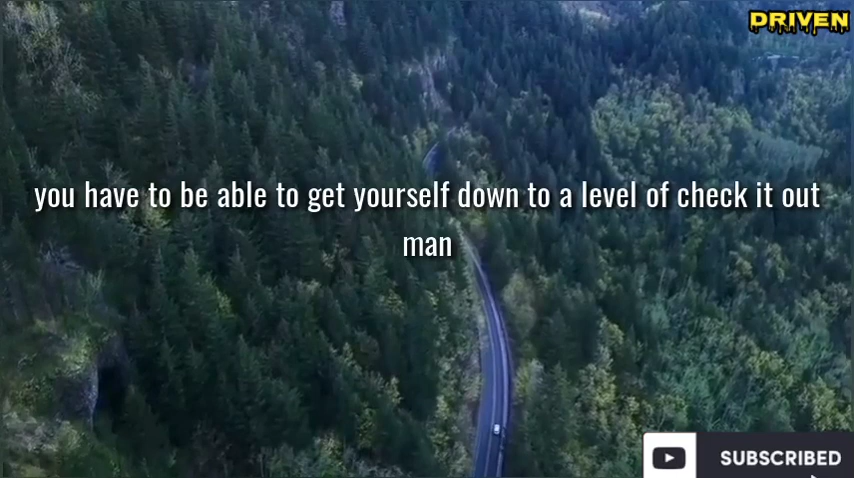 DRIVEN
you have to be able to get yourself down to a level of check it out
man
SUBSCRIBED